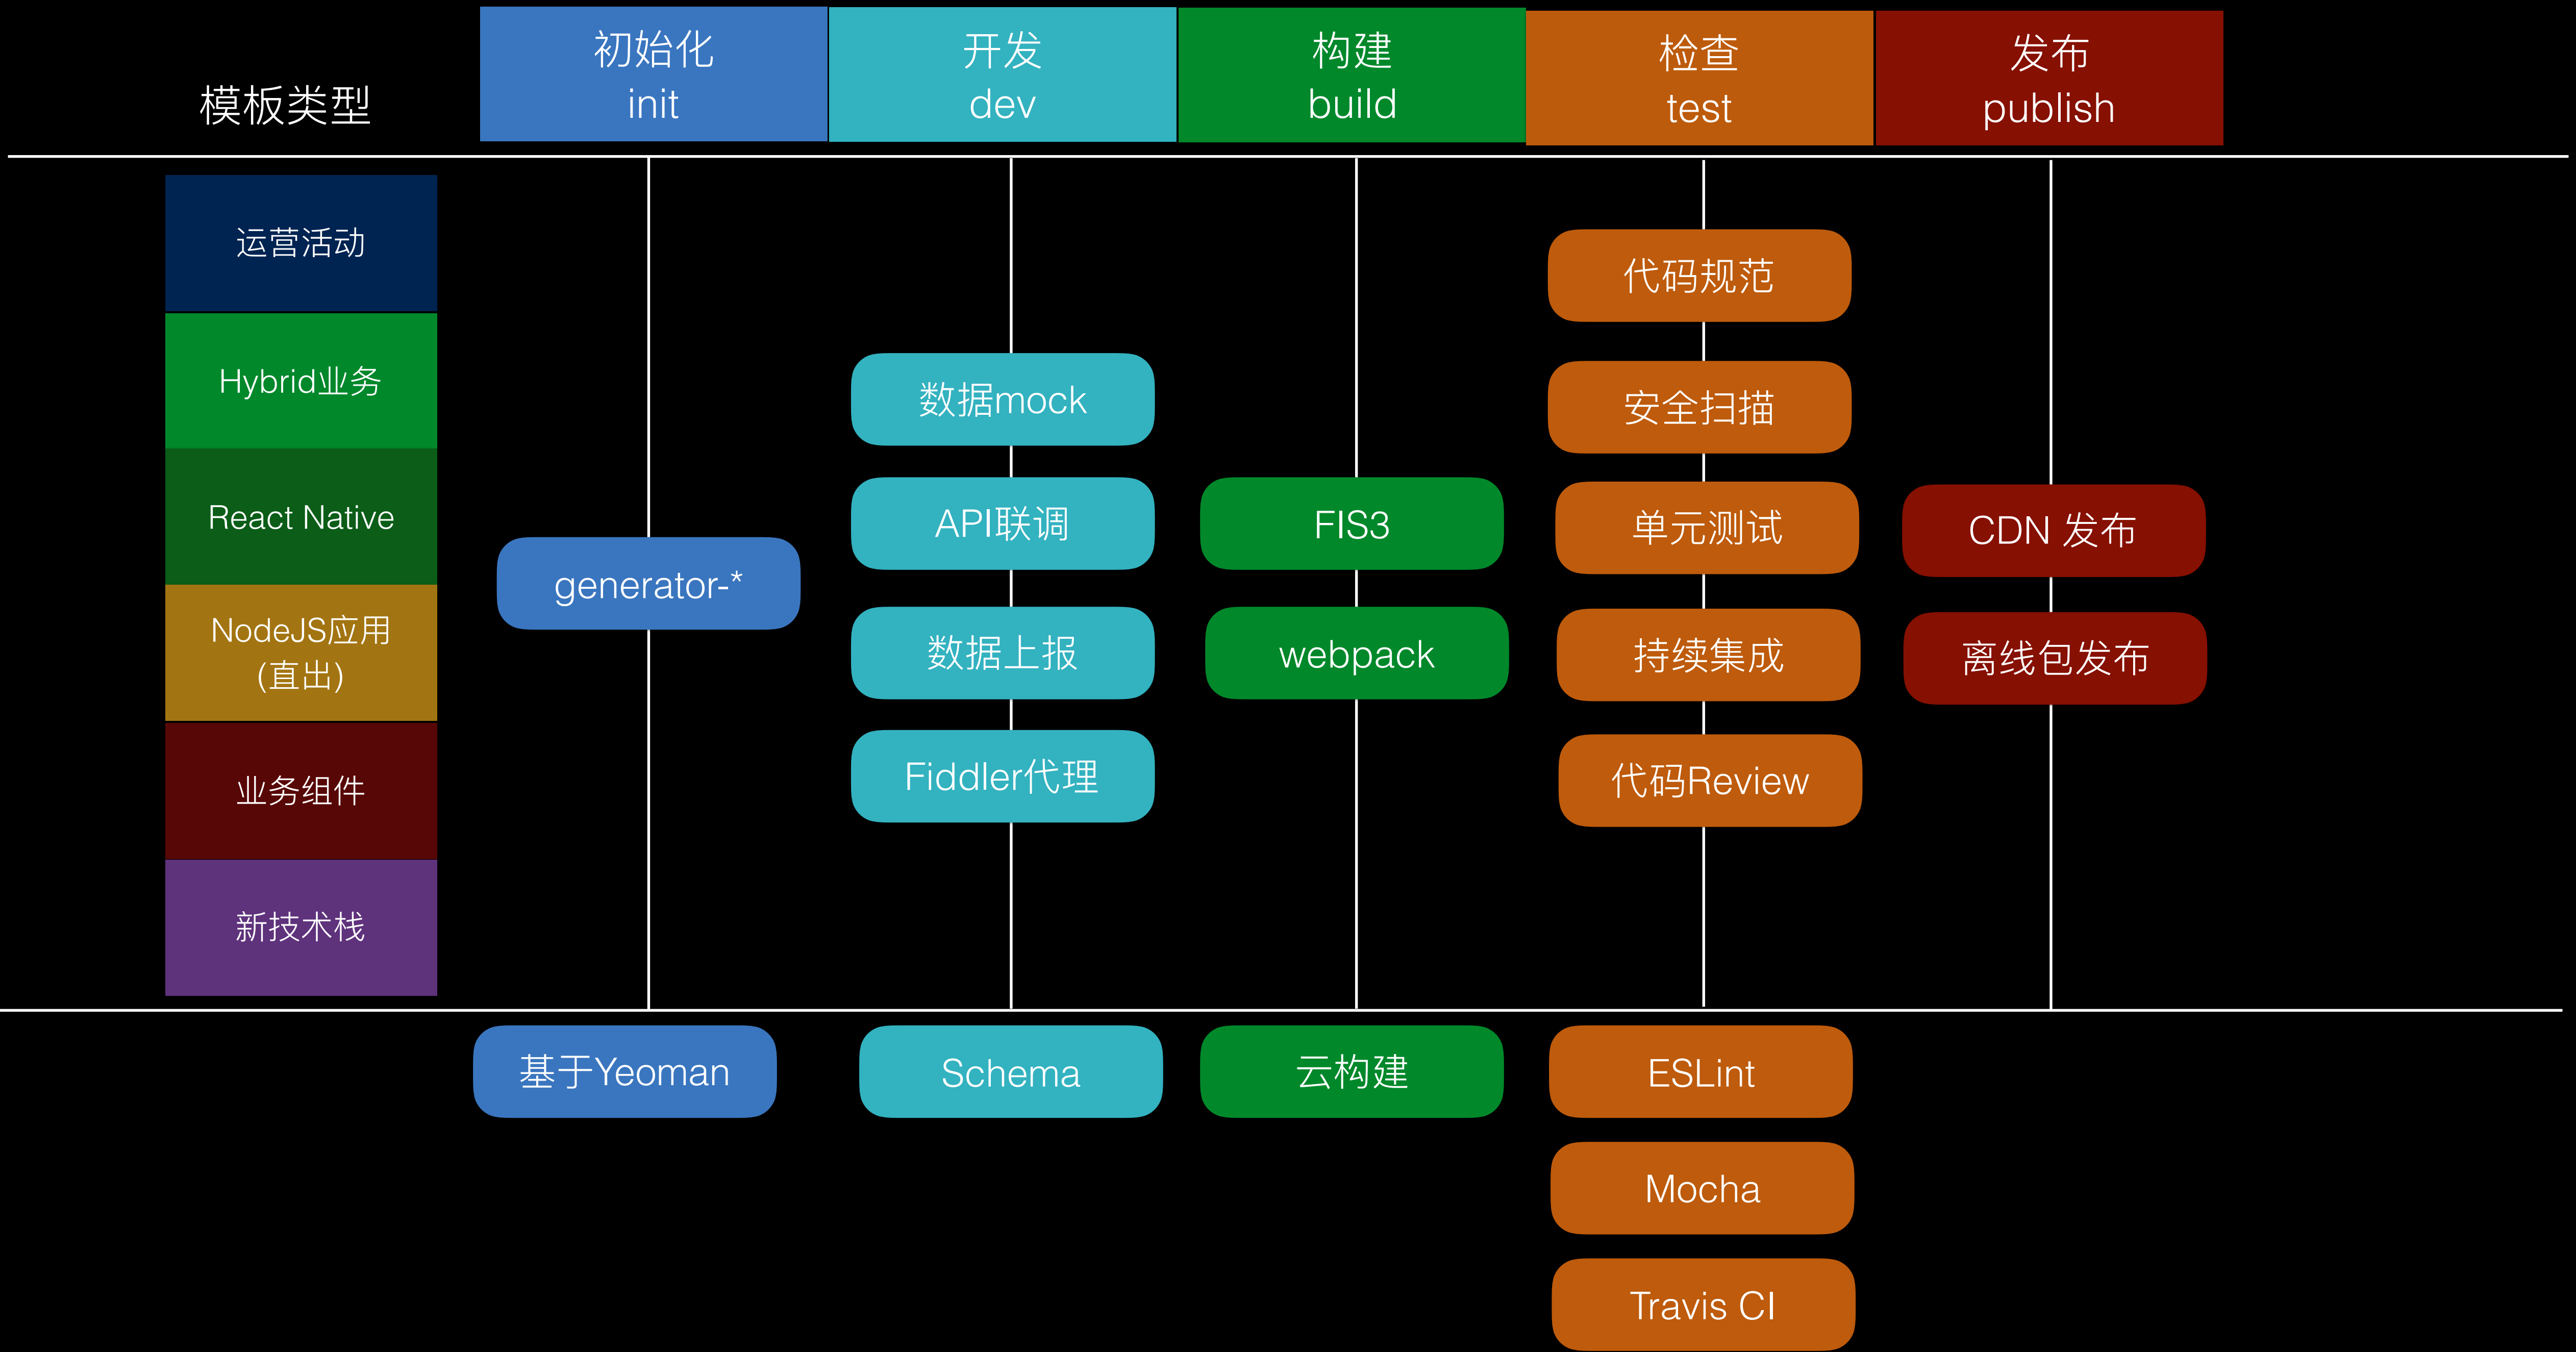 模板类型
初始化
init
开发
dev
构建
build
检查
test
发布
publish
运营活动
Hybrid业务
React Native
NodeJS应用
(直出)
业务组件
新技术栈
generator-*
数据mock
API联调
数据上报
Fiddler代理
FIS3
webpack
代码规范
安全扫描
单元测试
持续集成
代码Review
CDN 发布
离线包发布
基于Yeoman
Schema
云构建
ESLint
Mocha
Travis CI